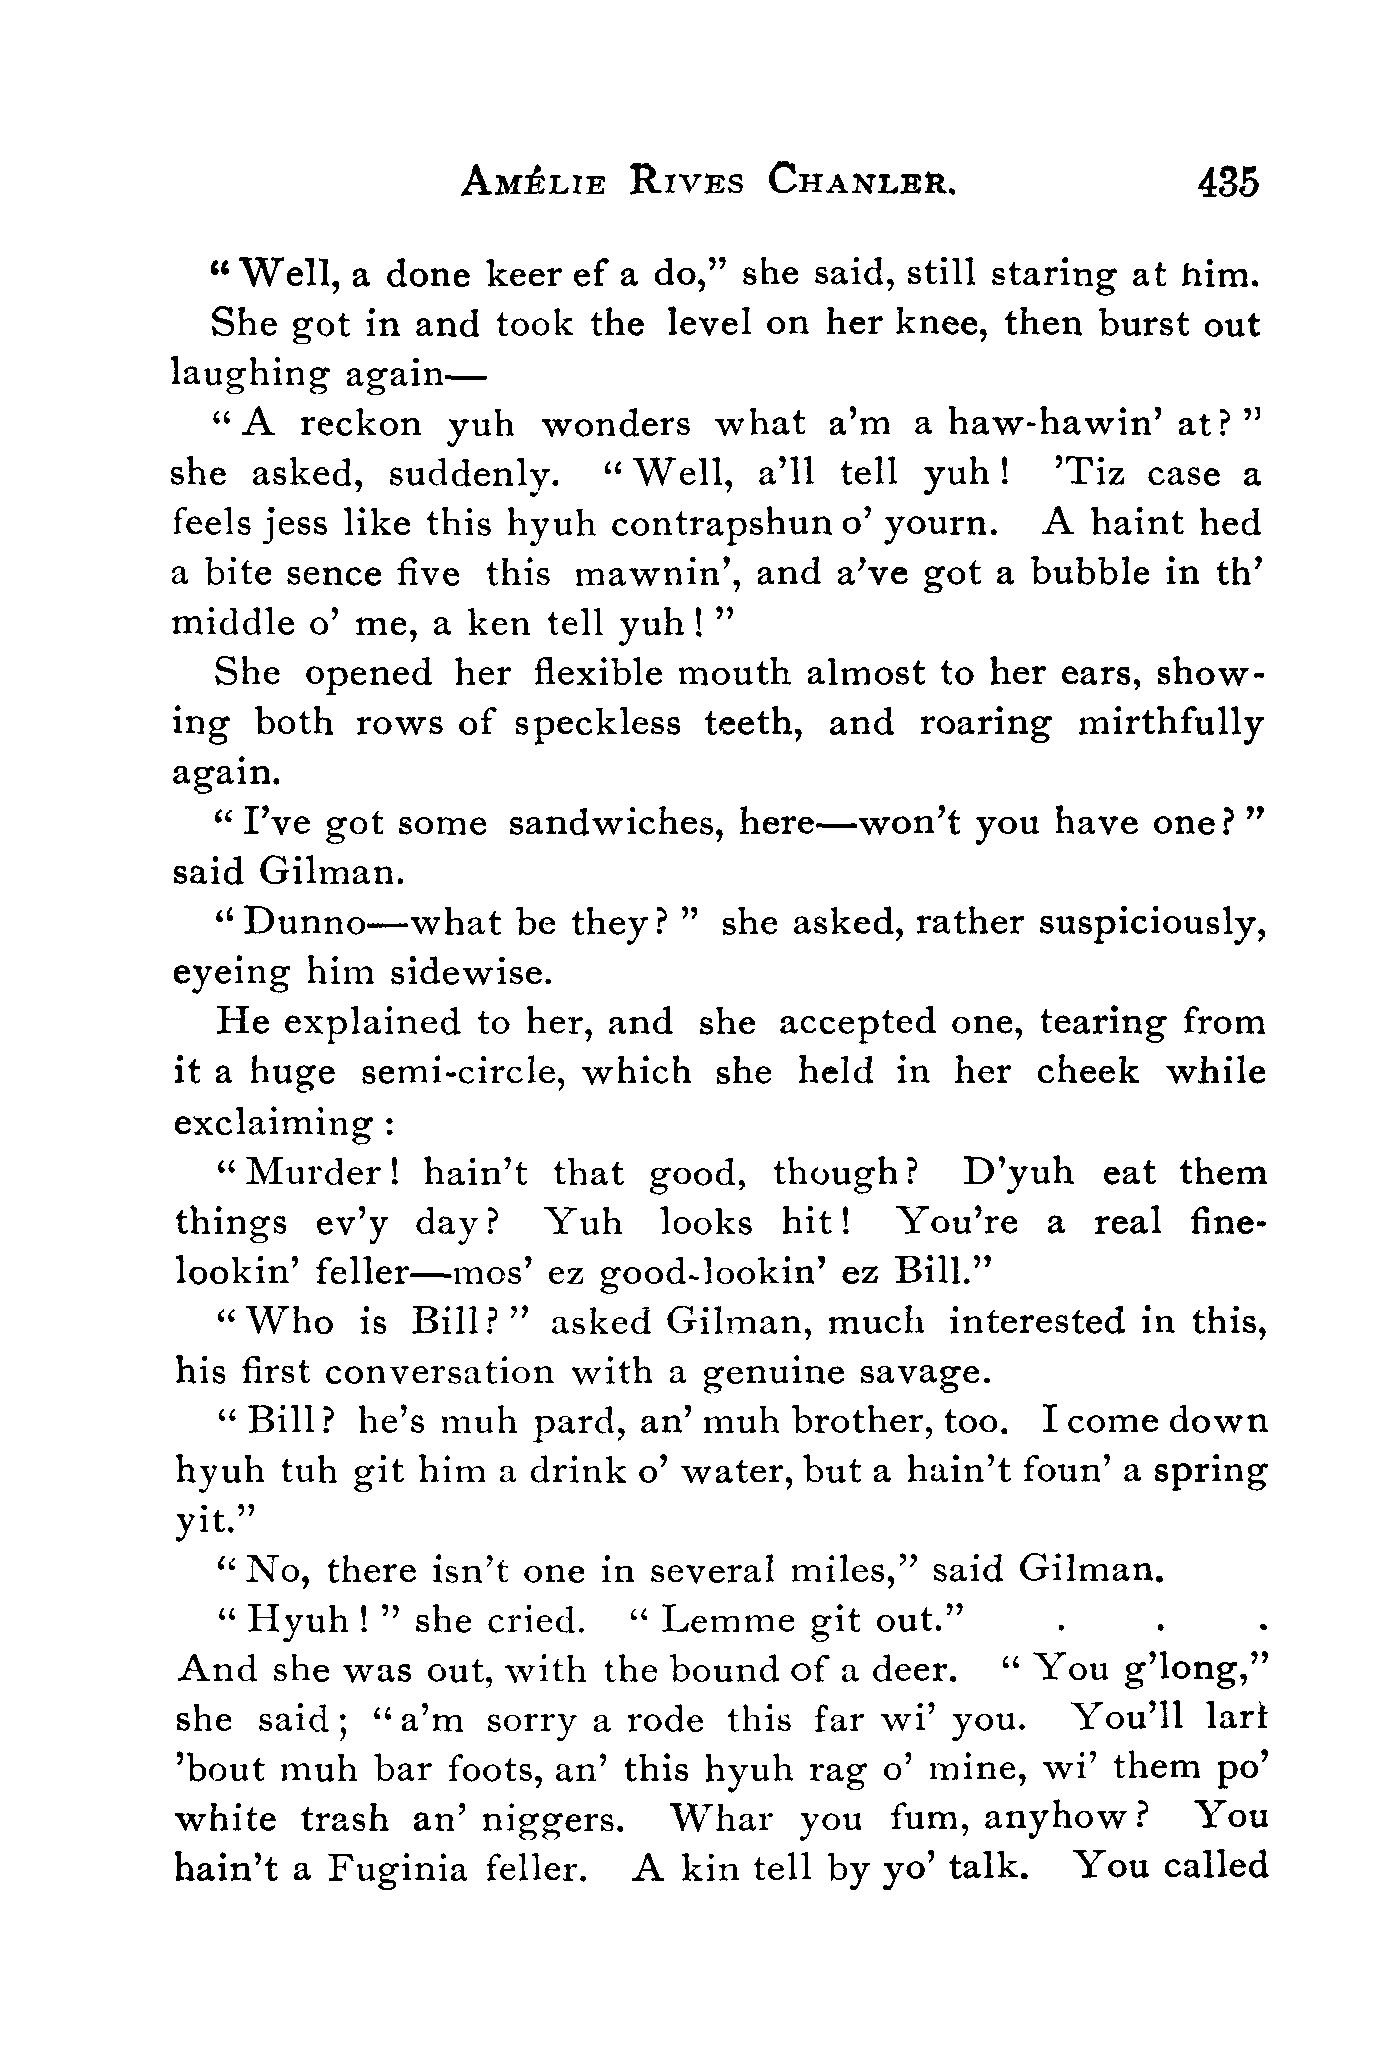 AMÉLIE RIVES CHANLER. 435
“Well, a done keer ef a do,” she said, still staring at him.
She got in and took the level on her knee, then burst out
laughing again—
“A reckon yuh wonders what a’m a haw-hawin’ at?”
she asked, suddenly. “Well, a’ll tell yuh! ’Tiz case a
feels jess like this hyuh contrapshun o’ yourn. A haint hed
a bite sence five this mawnin’, and a’ve got a bubble in th’
middle o’ me, a ken tell yuh!”
She opened her flexible mouth almost to her ears, show-
ing both rows of speckless teeth, and roaring mirthfully
again.
“I’ve got some sandwiches, here—won’t you have one?”
said Gilman.
“Dunno—what be they?” she asked, rather suspiciously,
eyeing him sidewise.
He explained to her, and she accepted one, tearing from
it a huge semi-circle, which she held in her cheek while
exclaiming:
“Murder! hain’t that good, though? D’yuh eat them
things ev’y day? Yuh looks hit! You’re a real fine-
lookin’ feller—mos’ ez good-lookin’ ez Bill.”
“Who is Bill?” asked Gilman, much interested in this,
his first conversation with a genuine savage.
“Bill? he’s muh pard, an’ muh brother, too. I come down
hyuh tuh git him a drink o’ water, but a hain’t foun’ a spring
yit.”
“No, there isn’t one in several miles,” said Gilman.
“Hyuh!” she cried. “Lemme git out.” . . .
And she was out, with the bound of a deer. “You g’long,”
she said; “a’m sorry a rode this far wi’ you. You’ll larf
’bout muh bar foots, an’ this hyuh rag o’ mine, wi’ them po’
white trash an’ niggers. Whar you fum, anyhow? You
hain’t a Fuginia feller. A kin tell by yo’ talk. You called